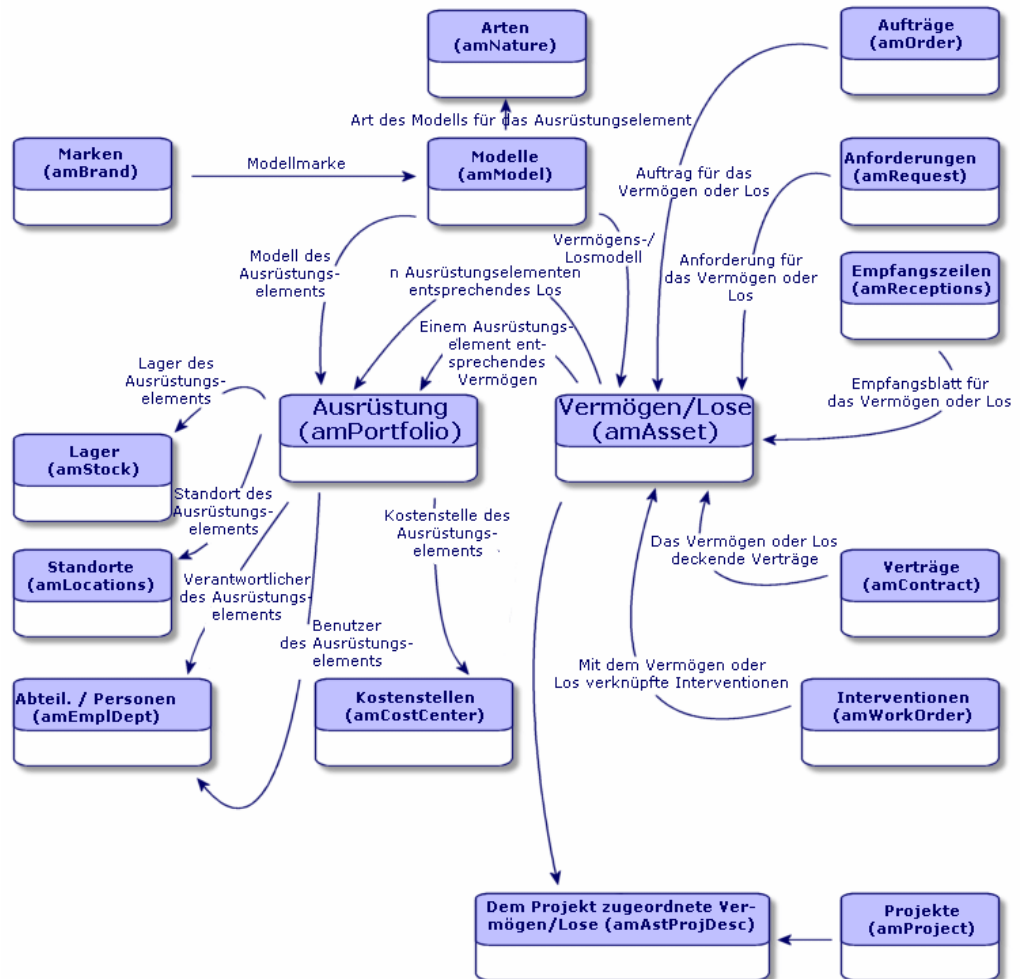 Arten
(amNature)
Aufträge
(amOrder)
Art des Modells für das Ausrüstungselement
Marken
(amBrand)
Modellmarke
Modelle
(amModel)
Auftrag für das
Vermögen oder Los
Anforderungen
(amRequest)
Modell des
Ausrüstungs-
elements
n Ausrüstungselementen
entsprechendes Los
Vermögens-/
Losmodell
Anforderung für
das Vermögen oder
Los
Empfangszeilen
(amReceptions)
Einem Ausrüstungs-
element ent-
sprechendes
Vermögen
Lager des
Ausrüstungs-
elements
Empfangsblatt für
das Vermögen oder Los
Ausrüstung
(amPortfolio)
Vermögen/Lose
(amAsset)
Lager
(amStock)
Standort des
Ausrüstungs-
elements
Kostenstelle des
Ausrüstungs-
elements
Das Vermögen oder Los
deckende Verträge
Standorte
(amLocations)
Verantwortlicher
des Ausrüstungs-
elements
Verträge
(amContract)
Benutzer
des Ausrüstungs-
elements
Mit dem Vermögen oder
Los verknüpfte Interventionen
Abteil. / Personen
(amEmplDept)
Kostenstellen
(amCostCenter)
Interventionen
(amWorkOrder)
Dem Projekt zugeordnete Ver-
mögen/Lose (amAstProjDesc)
Projekte
(amProject)